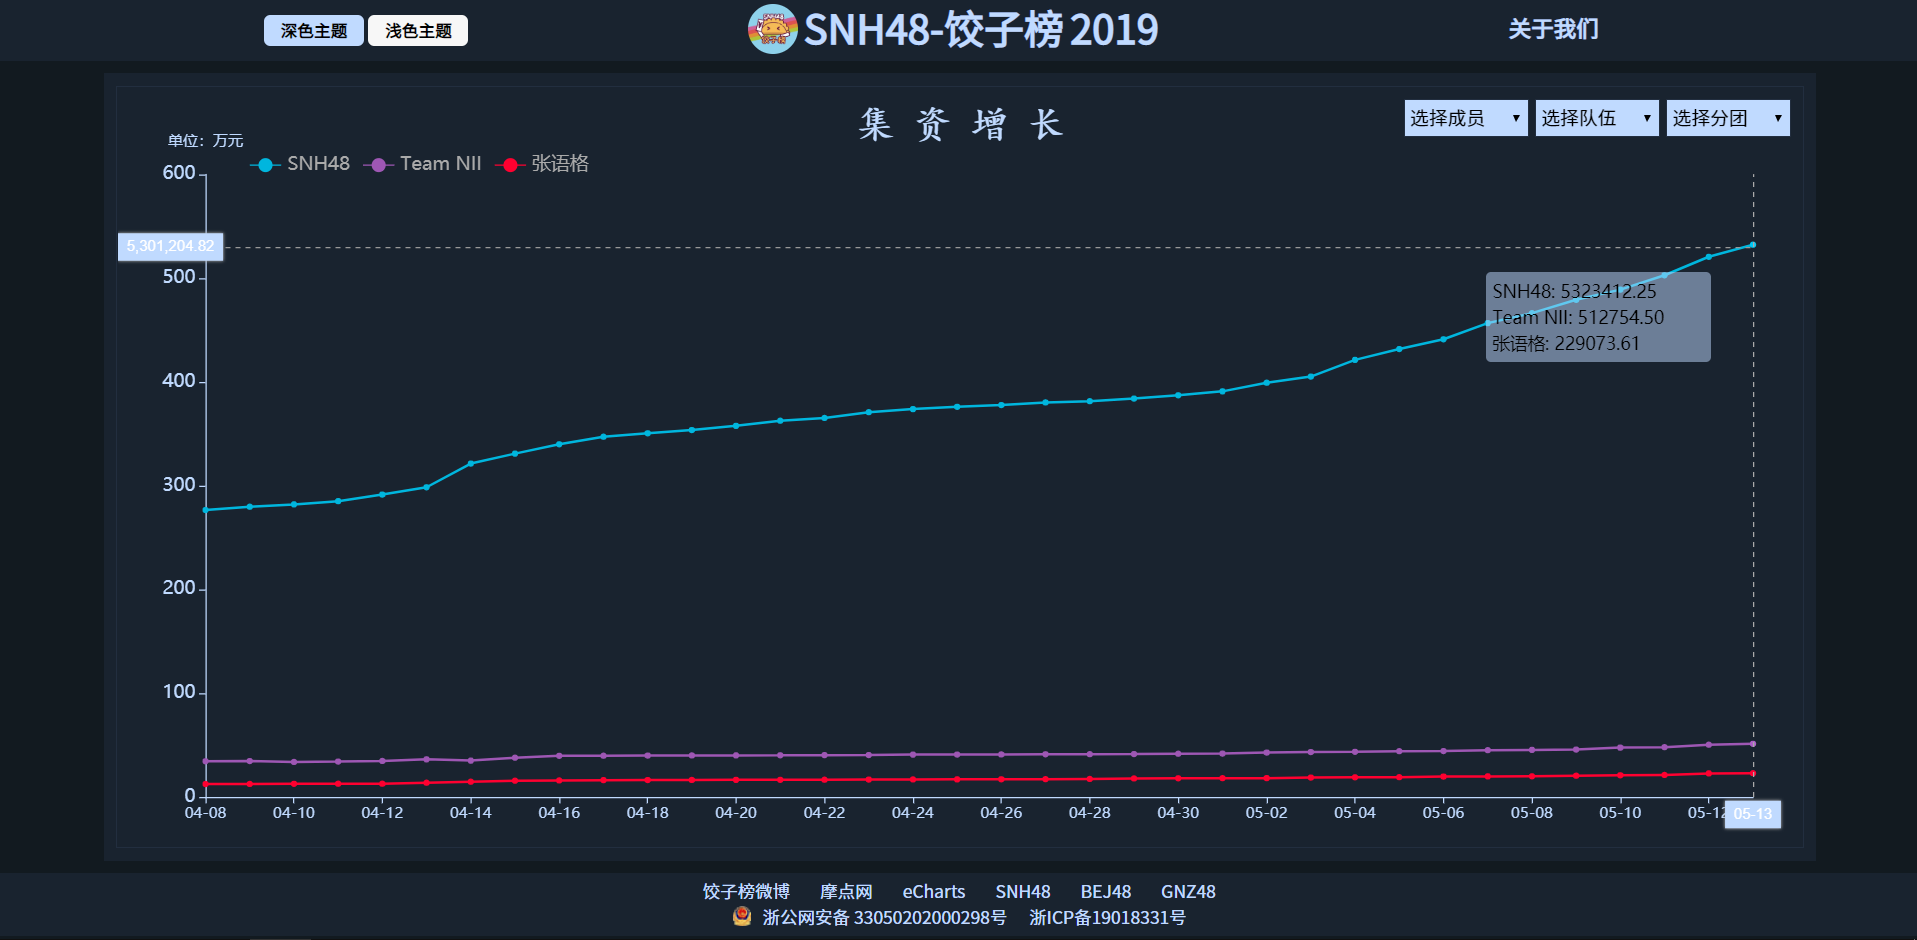 深色主题 浅色主题 SNH48-饺子榜 2019 关于我们
集资增长
选择成员 选择队伍 选择分团
单位：万元
SNH48 Team NII 张语格
600
5,301,204.82
500
SNH48: 5323412.25
Team NII: 512754.50
张语格: 229073.61
400
300
200
100
0
04-08 04-10 04-12 04-14 04-16 04-18 04-20 04-22 04-24 04-26 04-28 04-30 05-02 05-04 05-06 05-08 05-10 05-12 05-13
饺子榜微博 摩点网 eCharts SNH48 BEJ48 GNZ48
浙公网安备 33050202000298号 浙ICP备19018331号